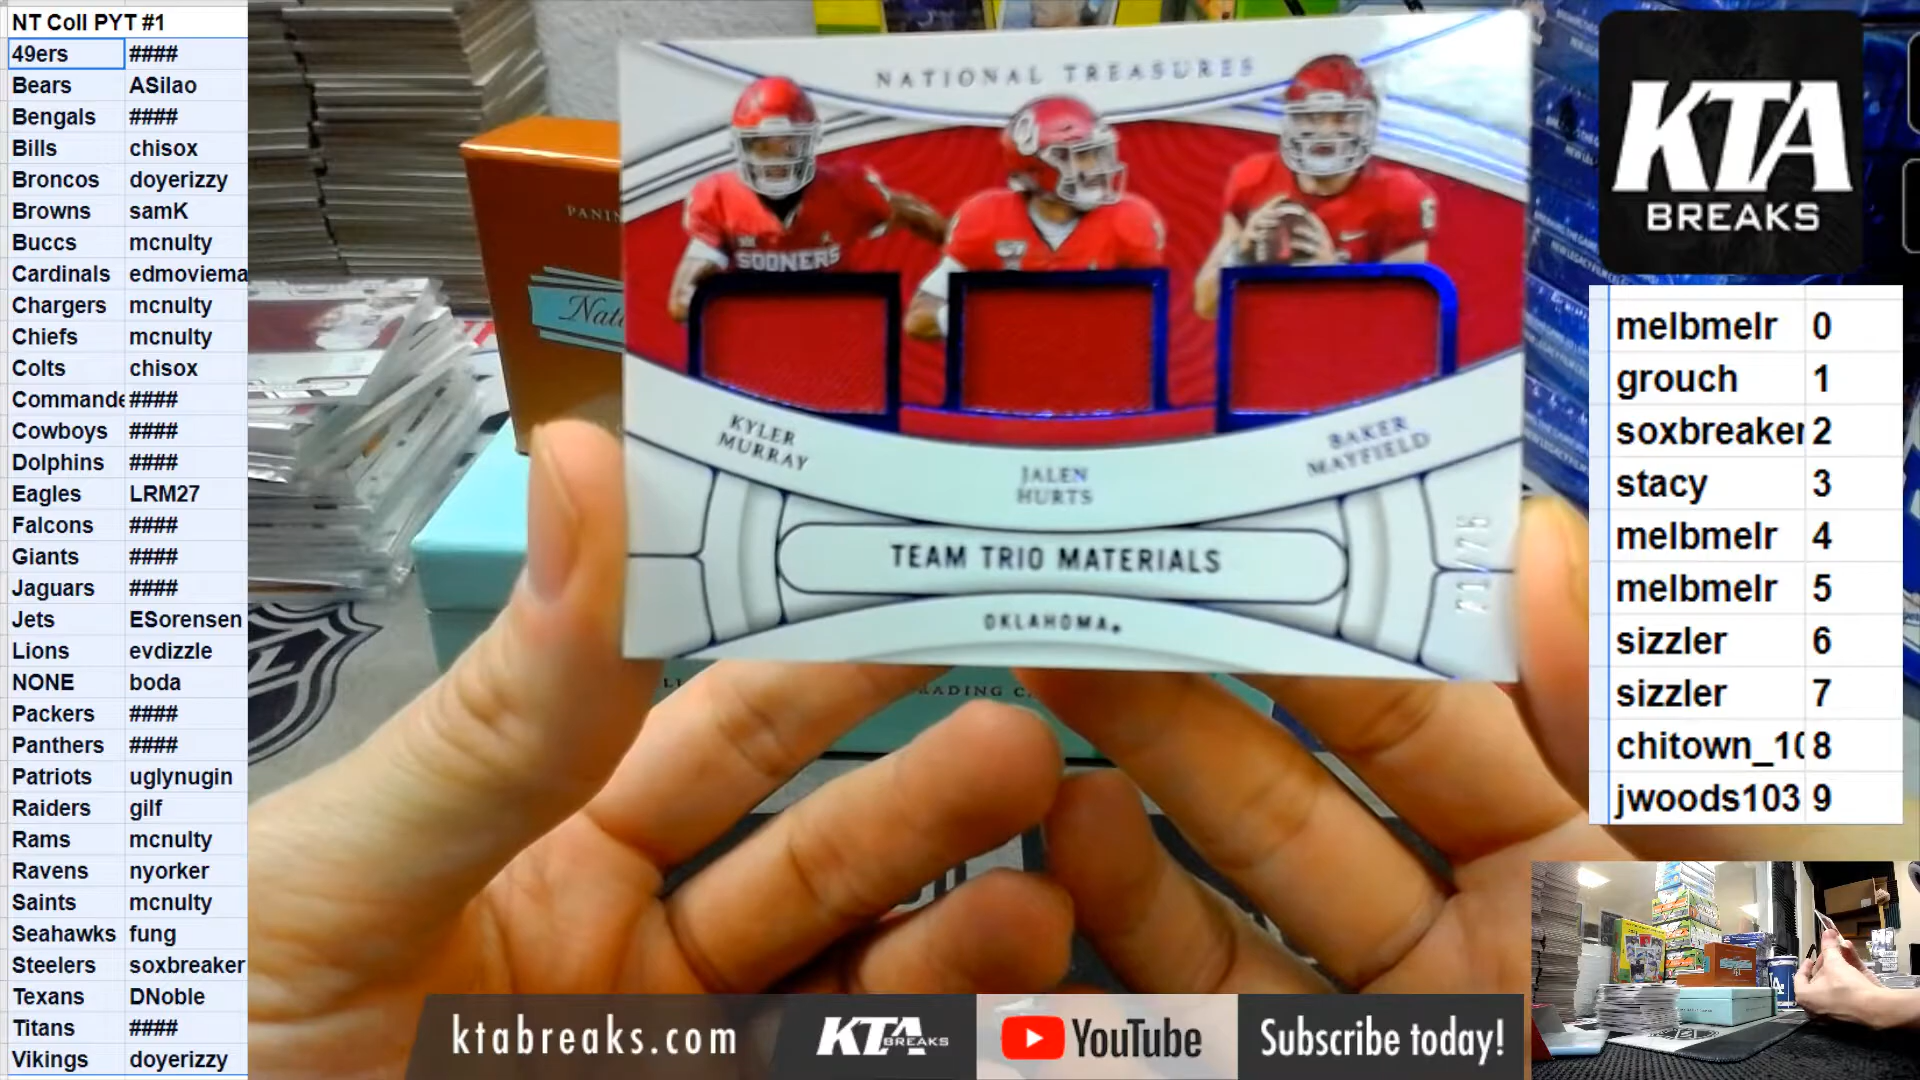 NT Coll PYT #1
49ers ####
Bears ASilao
Bengals ####
Bills chisox
Broncos doyerizzy
Browns samK
Buccs mcnulty
Cardinals edmoviema
Chargers mcnulty
Chiefs mcnulty
Colts chisox
Commande ####
Cowboys ####
Dolphins ####
Eagles LRM27
Falcons ####
Giants ####
Jaguars ####
Jets ESorensen
Lions evdizzle
NONE boda
Packers ####
Panthers ####
Patriots uglynugin
Raiders gilf
Rams mcnulty
Ravens nyorker
Saints mcnulty
Seahawks fung
Steelers soxbreaker
Texans DNoble
Titans ####
Vikings doyerizzy
NATIONAL TREASURES
SOONERS
KYLER
MURRAY
JALEN
HURTS
BAKER
MAYFIELD
TEAM TRIO MATERIALS
OKLAHOMA
PANINI
KTA
BREAKS
melbmelr 0
grouch 1
soxbreaker 2
stacy 3
melbmelr 4
melbmelr 5
sizzler 6
sizzler 7
chitown_10 8
jwoods103 9
ktabreaks.com
KTA
BREAKS
YouTube
Subscribe today!